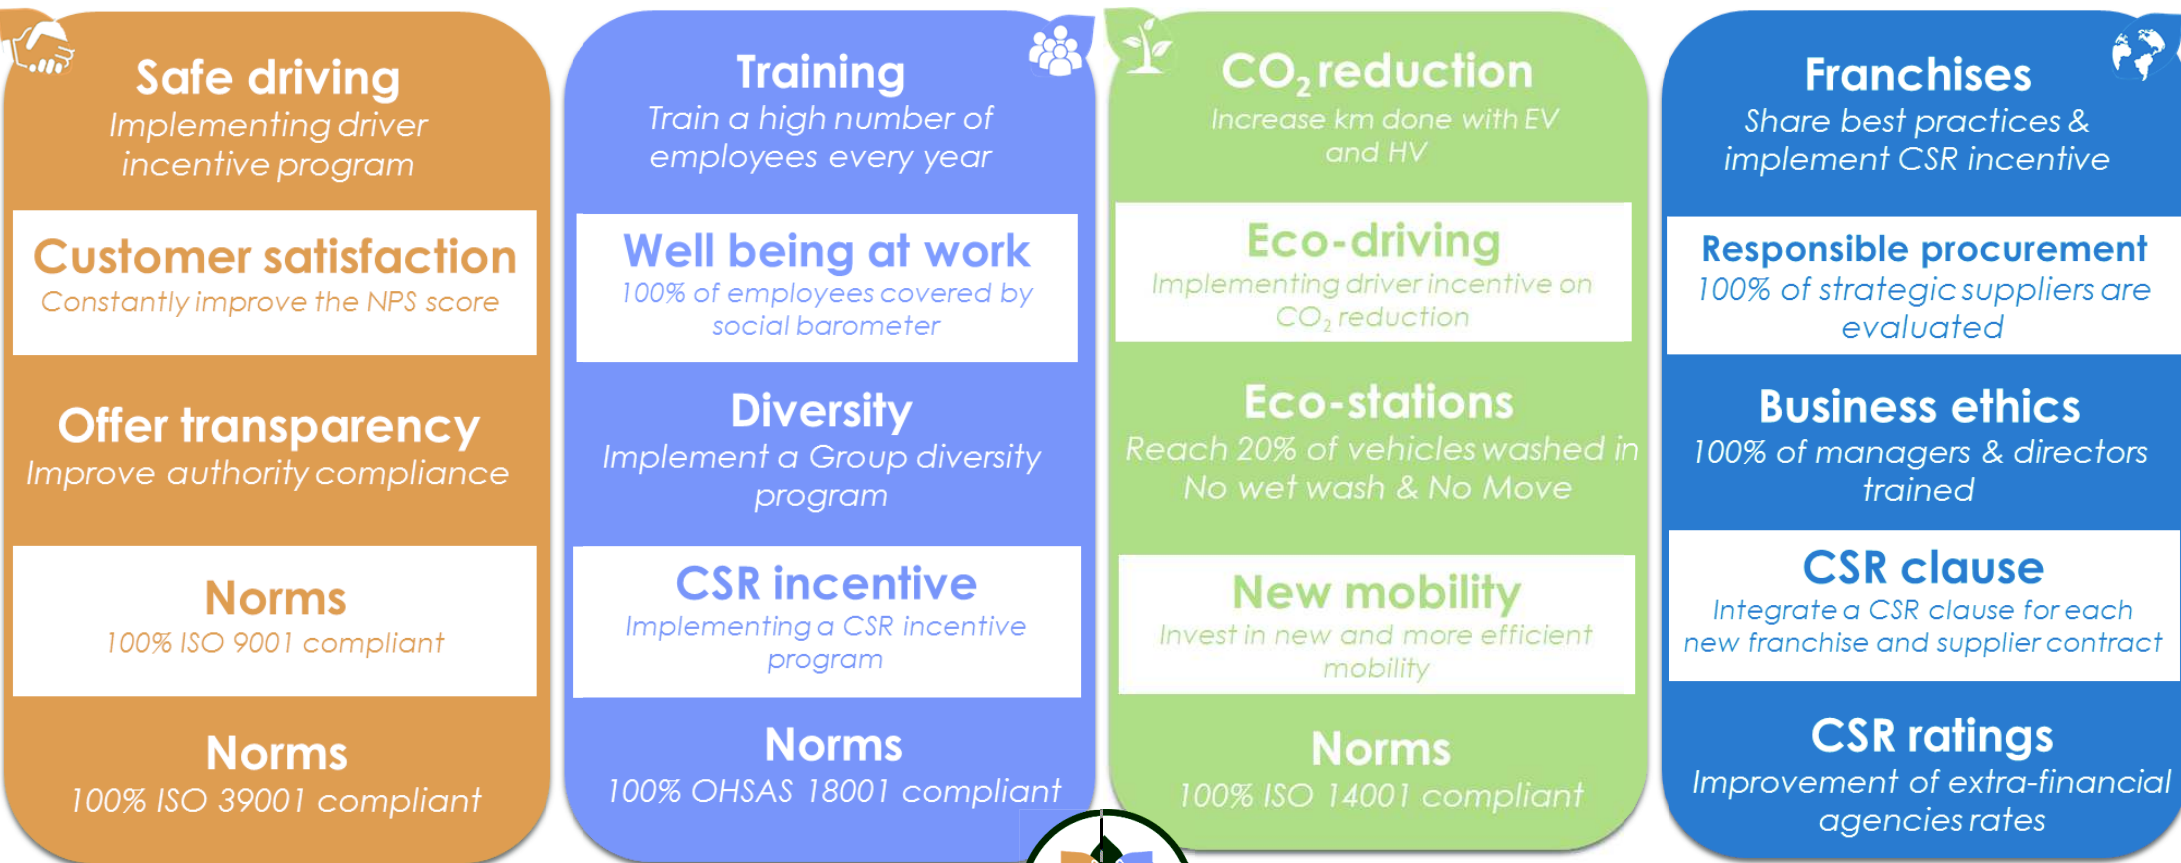 Safe driving
Implementing driver
incentive program
Customer satisfaction
Constantly improve the NPS score
Offer transparency
Improve authority compliance
Norms
100% ISO 9001 compliant
Norms
100% ISO 39001 compliant
Training
Train a high number of
employees every year
Well being at work
100% of employees covered by
social barometer
Diversity
Implement a Group diversity
program
CSR incentive
Implementing a CSR incentive
program
Norms
100% OHSAS 18001 compliant
CO₂ reduction
Increase km done with EV
and HV
Eco-driving
Implementing driver incentive on
CO₂ reduction
Eco-stations
Reach 20% of vehicles washed in
No wet wash & No Move
New mobility
Invest in new and more efficient
mobility
Norms
100% ISO 14001 compliant
Franchises
Share best practices &
implement CSR incentive
Responsible procurement
100% of strategic suppliers are
evaluated
Business ethics
100% of managers & directors
trained
CSR clause
Integrate a CSR clause for each
new franchise and supplier contract
CSR ratings
Improvement of extra-financial
agencies rates